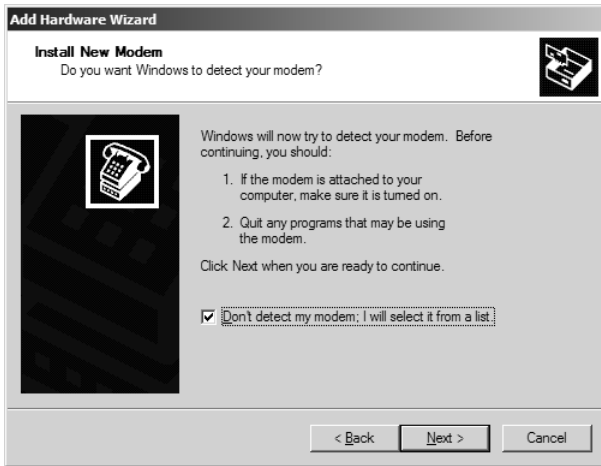 Add Hardware Wizard
Install New Modem
Do you want Windows to detect your modem?
Windows will now try to detect your modem. Before
continuing, you should:
1. If the modem is attached to your
computer, make sure it is turned on.
2. Quit any programs that may be using
the modem.
Click Next when you are ready to continue.
Don't detect my modem; I will select it from a list.
< Back Next > Cancel